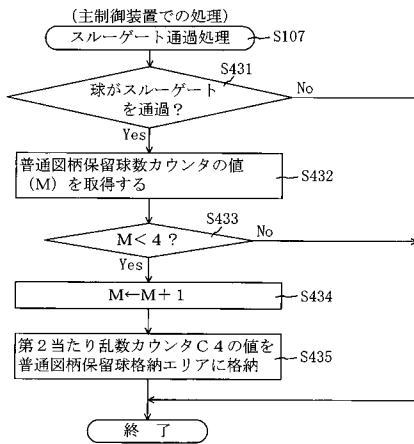 (主制御装置での処理)
スルーゲート通過処理
S107
S431
球がスルーゲート
を通過?
No
Yes
普通図柄保留球数カウンタの値
(M)を取得する
S432
S433
M<4?
No
Yes
M←M+1
S434
第2当たり乱数カウンタC4の値を
普通図柄保留球格納エリアに格納
S435
終 了